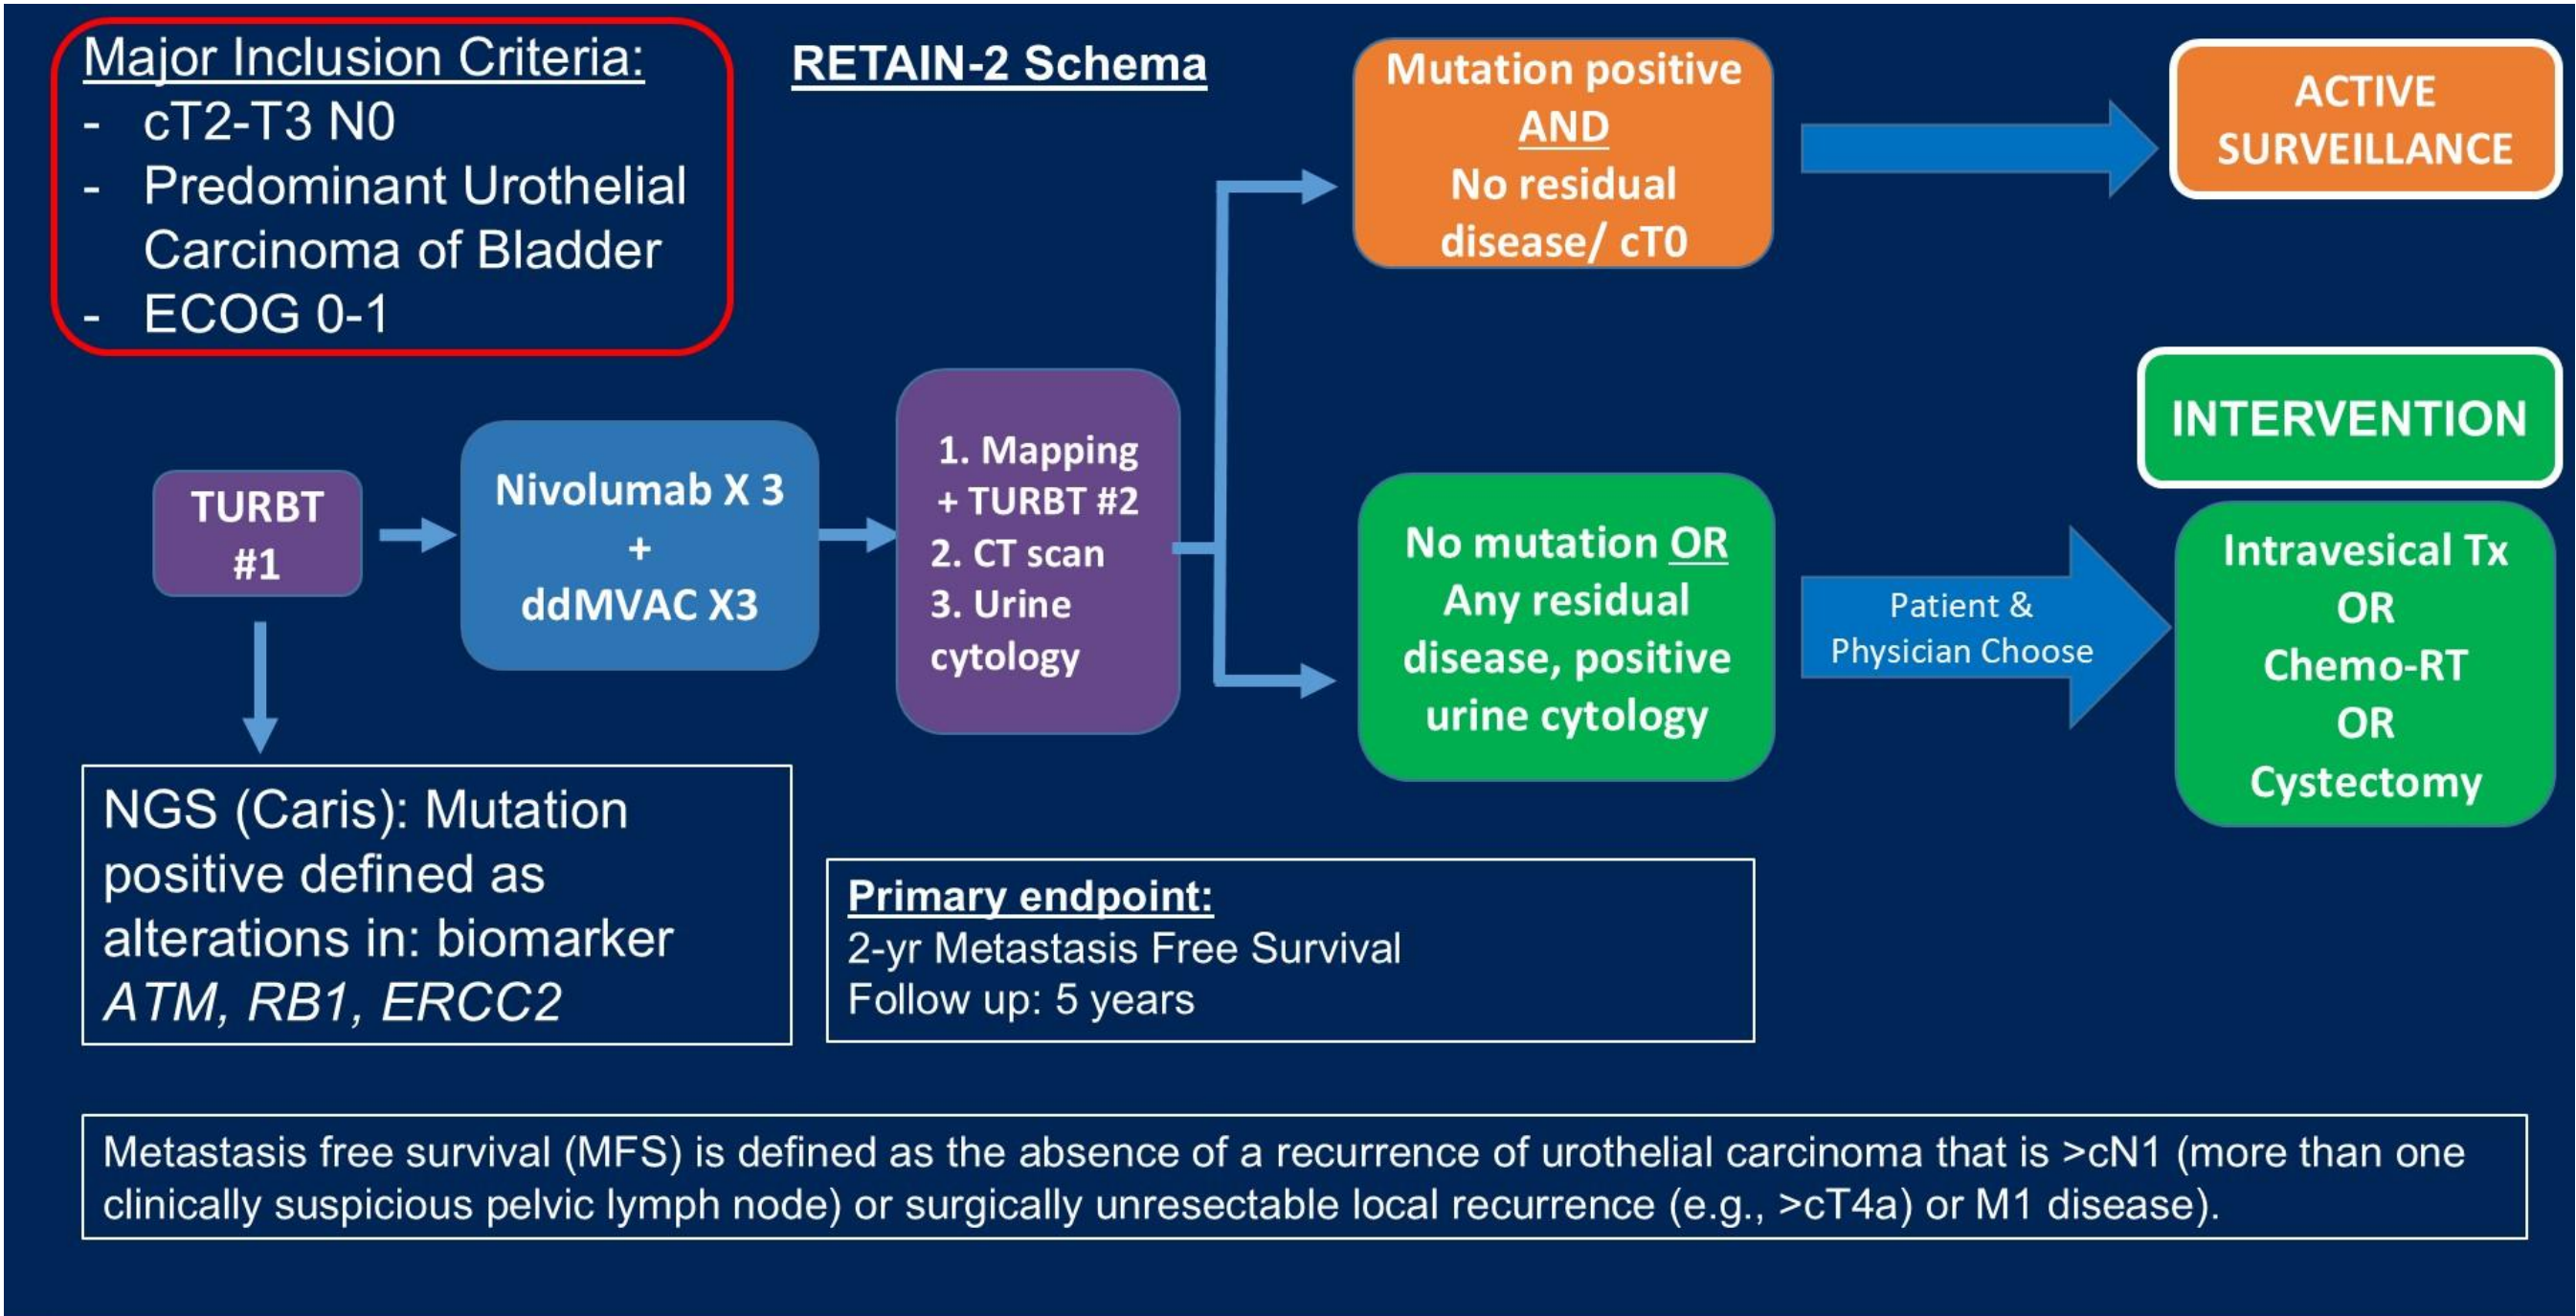 Major Inclusion Criteria:
- cT2-T3 N0
- Predominant Urothelial
Carcinoma of Bladder
- ECOG 0-1
RETAIN-2 Schema
Mutation positive
AND
No residual
disease/ cT0
ACTIVE
SURVEILLANCE
TURBT
#1
Nivolumab X 3
+
ddMVAC X3
1. Mapping
+ TURBT #2
2. CT scan
3. Urine
cytology
No mutation OR
Any residual
disease, positive
urine cytology
Patient &
Physician Choose
INTERVENTION
Intravesical Tx
OR
Chemo-RT
OR
Cystectomy
NGS (Caris): Mutation
positive defined as
alterations in: biomarker
ATM, RB1, ERCC2
Primary endpoint:
2-yr Metastasis Free Survival
Follow up: 5 years
Metastasis free survival (MFS) is defined as the absence of a recurrence of urothelial carcinoma that is >cN1 (more than one
clinically suspicious pelvic lymph node) or surgically unresectable local recurrence (e.g., >cT4a) or M1 disease).